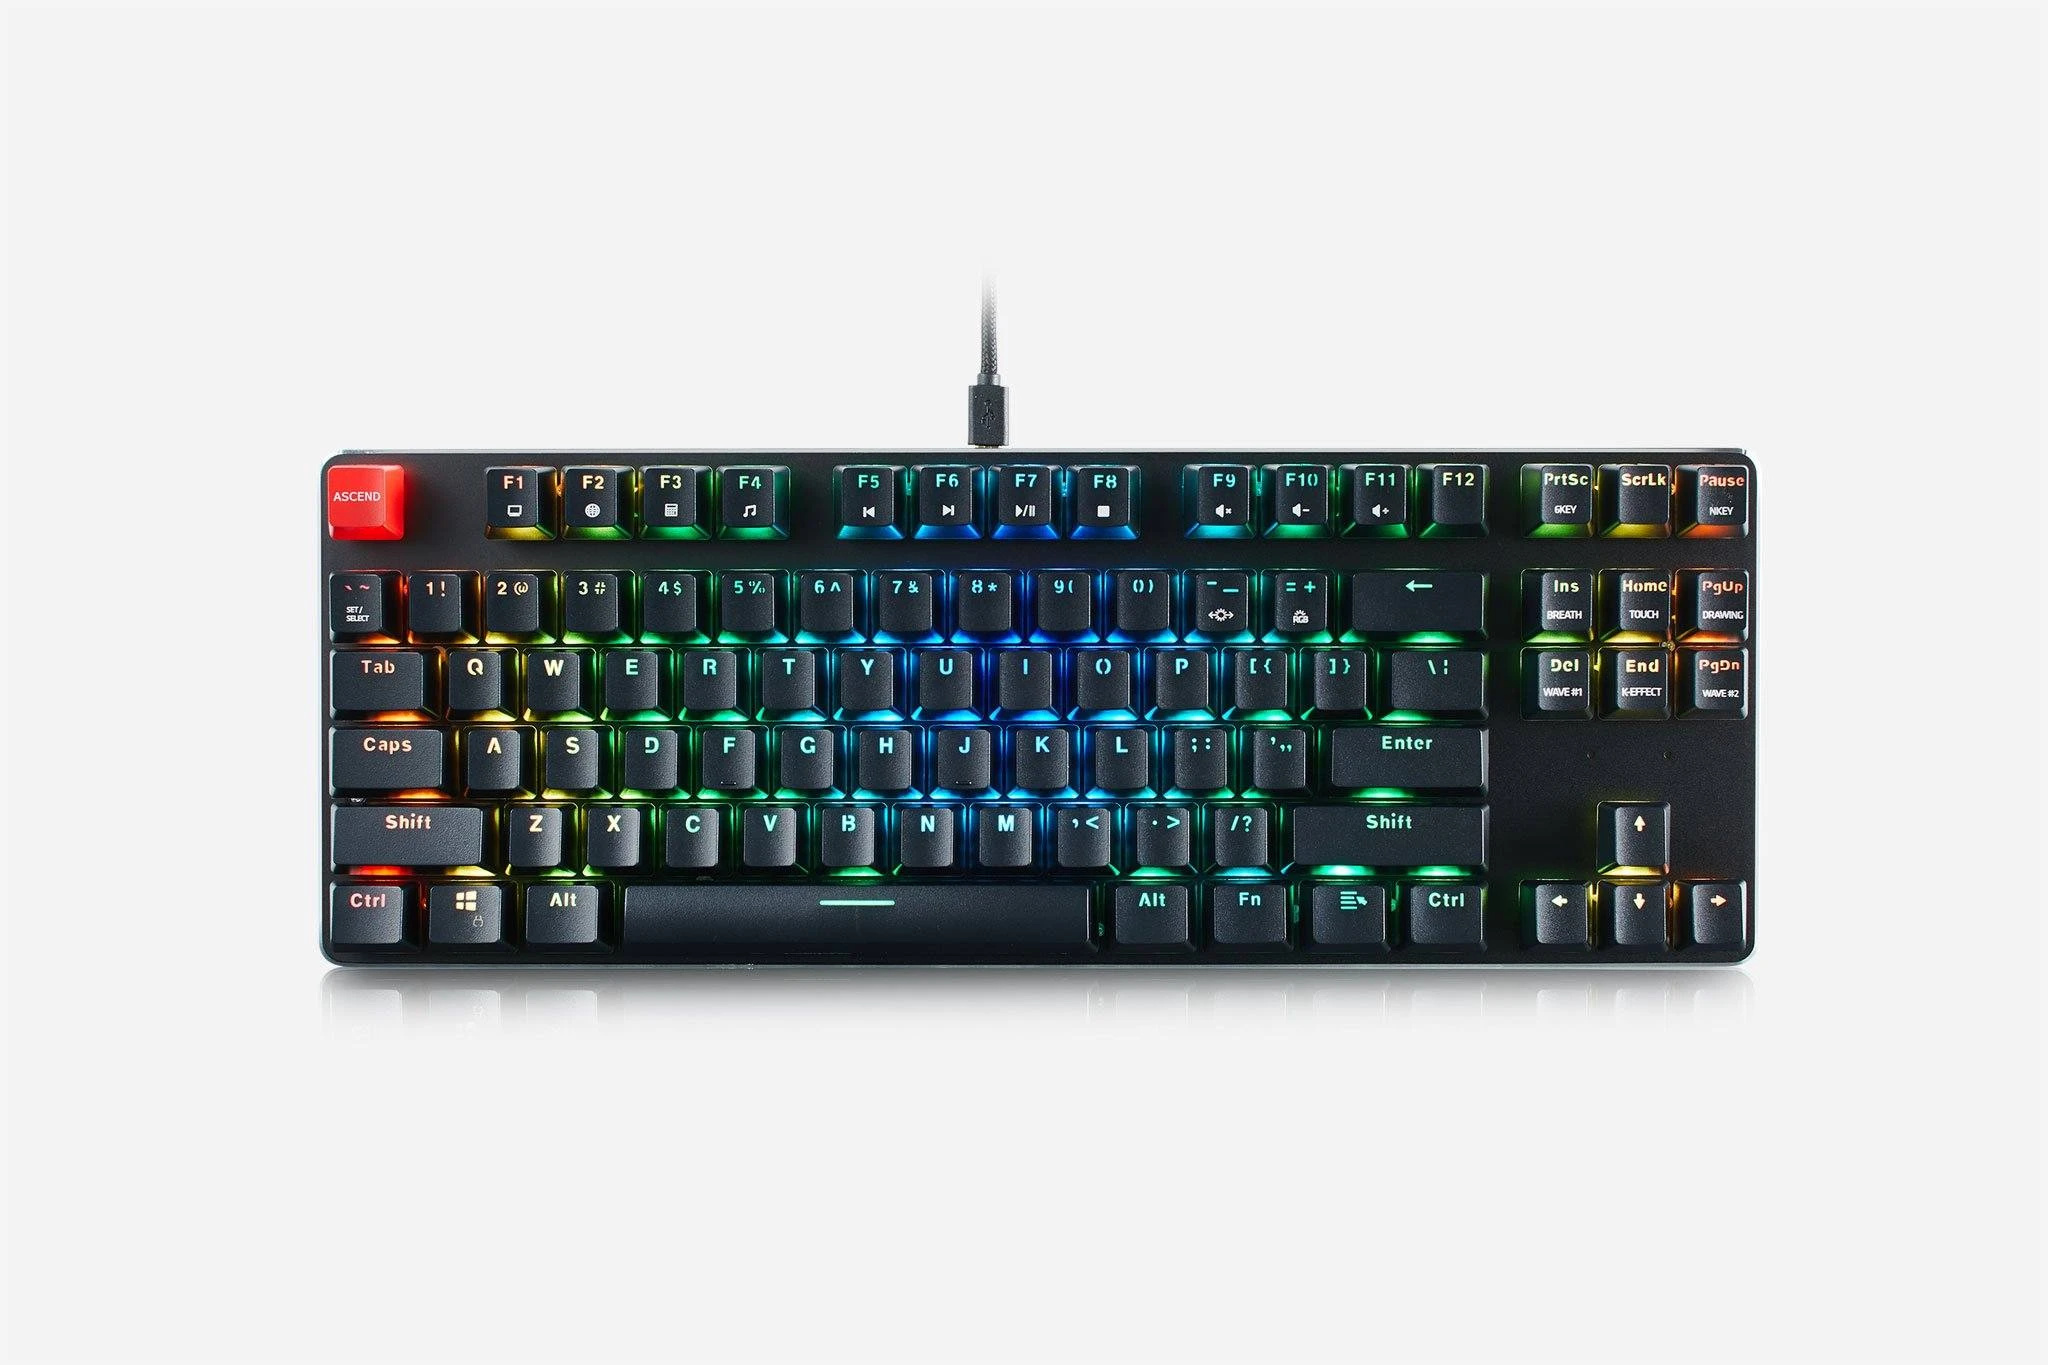 ASCEND F1 F2 F3 F4 F5 F6 F7 F8 F9 F10 F11 F12 PrtSc ScrLk Pause
6KEY NKEY
` ~ 1 ! 2 @ 3 # 4 $ 5 % 6 ^ 7 & 8 * 9 ( 0 ) - _ = + ← Ins Home PgUp
SET / SELECT RGB BREATH TOUCH DRAWING
Tab Q W E R T Y U I O P [ { ] } \ ¦ Del End PgDn
WAVE #1 K-EFFECT WAVE #2
Caps A S D F G H J K L ; : ' ,, Enter
Shift Z X C V B N M , < . > / ? Shift ↑
Ctrl Alt Alt Fn Ctrl ← ↓ →